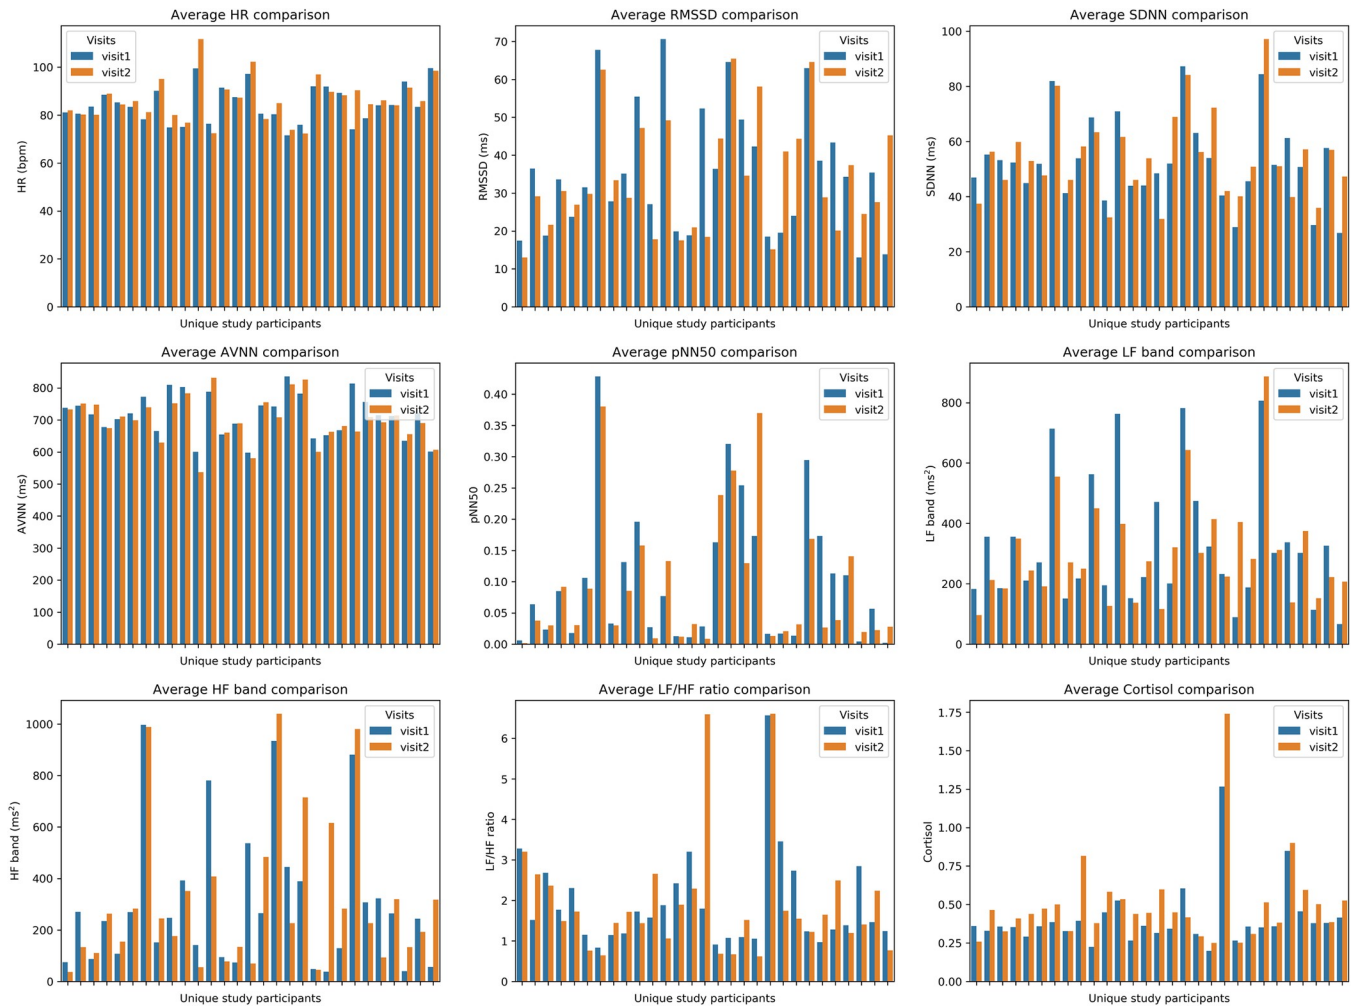 Average HR comparison
Visits
visit1
visit2
HR (bpm)
100
80
60
40
20
0
Unique study participants
Average RMSSD comparison
Visits
visit1
visit2
RMSSD (ms)
70
60
50
40
30
20
10
0
Unique study participants
Average SDNN comparison
Visits
visit1
visit2
SDNN (ms)
100
80
60
40
20
0
Unique study participants
Average AVNN comparison
Visits
visit1
visit2
AVNN (ms)
800
700
600
500
400
300
200
100
0
Unique study participants
Average pNN50 comparison
Visits
visit1
visit2
pNN50
0.40
0.35
0.30
0.25
0.20
0.15
0.10
0.05
0.00
Unique study participants
Average LF band comparison
Visits
visit1
visit2
LF band (ms²)
800
600
400
200
0
Unique study participants
Average HF band comparison
Visits
visit1
visit2
HF band (ms²)
1000
800
600
400
200
0
Unique study participants
Average LF/HF ratio comparison
Visits
visit1
visit2
LF/HF ratio
6
5
4
3
2
1
0
Unique study participants
Average Cortisol comparison
Visits
visit1
visit2
Cortisol
1.75
1.50
1.25
1.00
0.75
0.50
0.25
0.00
Unique study participants